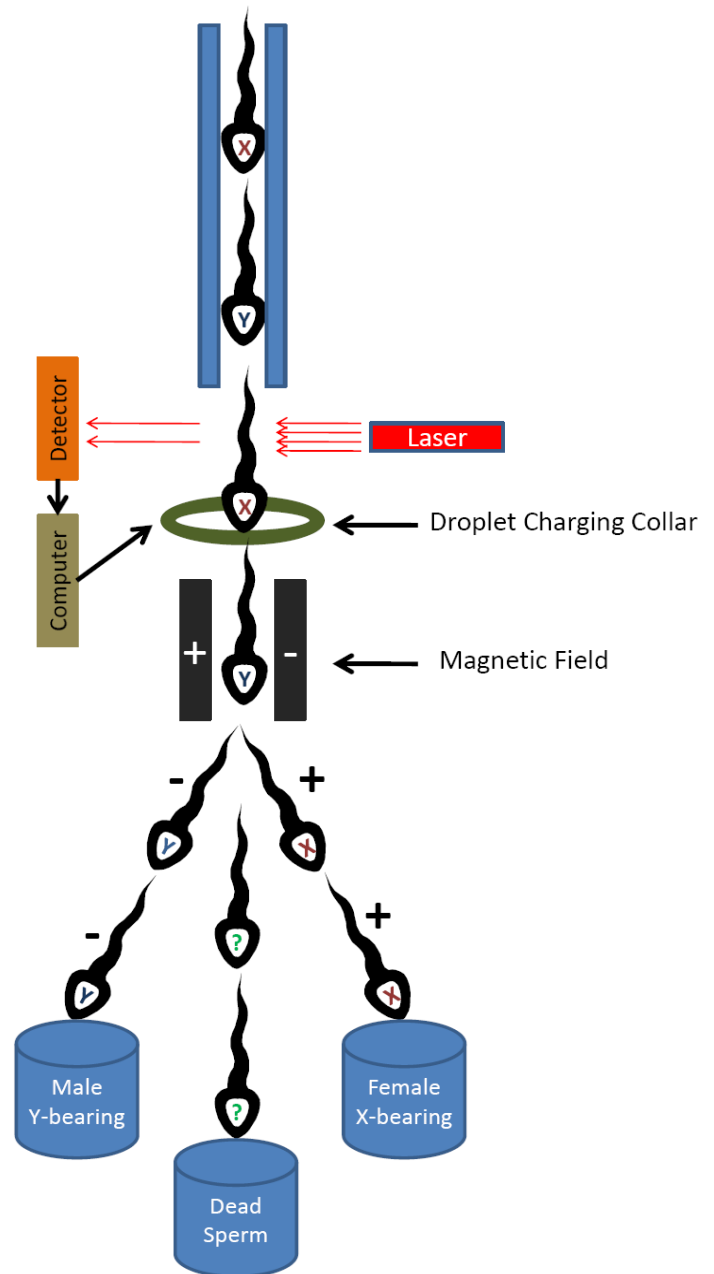 X
Y
Detector
Laser
X
Droplet Charging Collar
Computer
+
-
Magnetic Field
Y
-
+
Y
X
-
+
?
Y
X
Male
Y-bearing
Female
X-bearing
?
Dead
Sperm